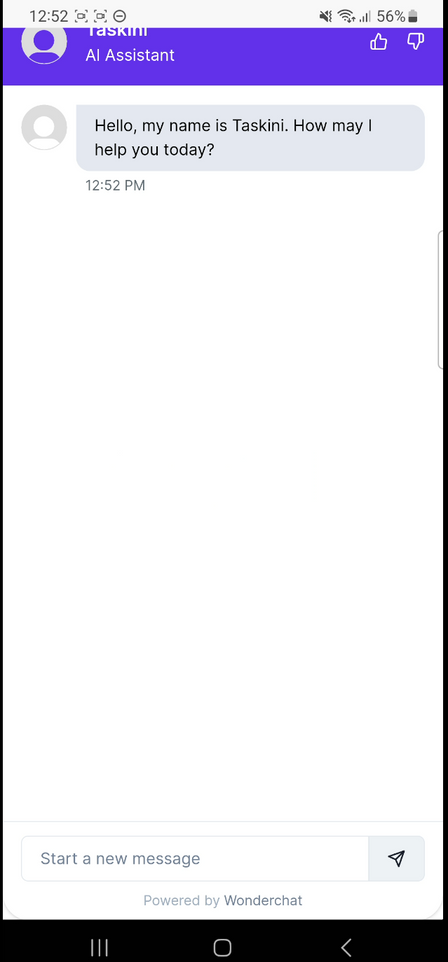 12:52 56%
Taskini
AI Assistant
Hello, my name is Taskini. How may I
help you today?
12:52 PM
Start a new message
Powered by Wonderchat